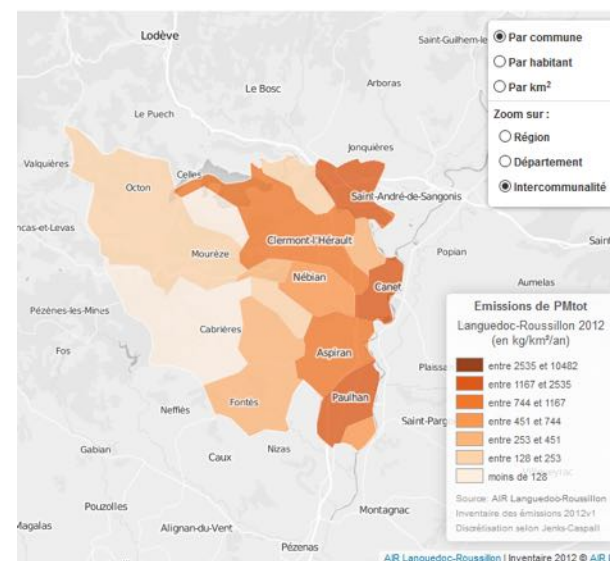 Lodève
Saint-Guilhem-le
Le Bosc
Arboras
Le Puech
Jonquières
Valquières
Celles
Octon
Saint-André-de-Sangonis
ncas-et-Levas
Clermont-l'Hérault
Saint
Mourèze
Popian
Nébian
Canet
Aumelas
Pézènes-les-Mines
Cabrières
Fos
Aspiran
Plaissa
Paulhan
Fontès
Saint-Parg
Neffiès
Nizas
Gabian
Caux
Pouzolles
Montagnac
Magalas
Alignan-du-Vent
Pézenas
Par commune
Par habitant
Par km²
Zoom sur :
Région
Département
Intercommunalité
Emissions de PMtot
Languedoc-Roussillon 2012
(en kg/km²/an)
entre 2535 et 10482
entre 1167 et 2535
entre 744 et 1167
entre 451 et 744
entre 253 et 451
entre 128 et 253
moins de 128
Source: AIR Languedoc-Roussillon
Inventaire des émissions 2012v1
Discrétisation selon Jenks-Caspall
AIR Languedoc-Roussillon | Inventaire 2012 © AIR